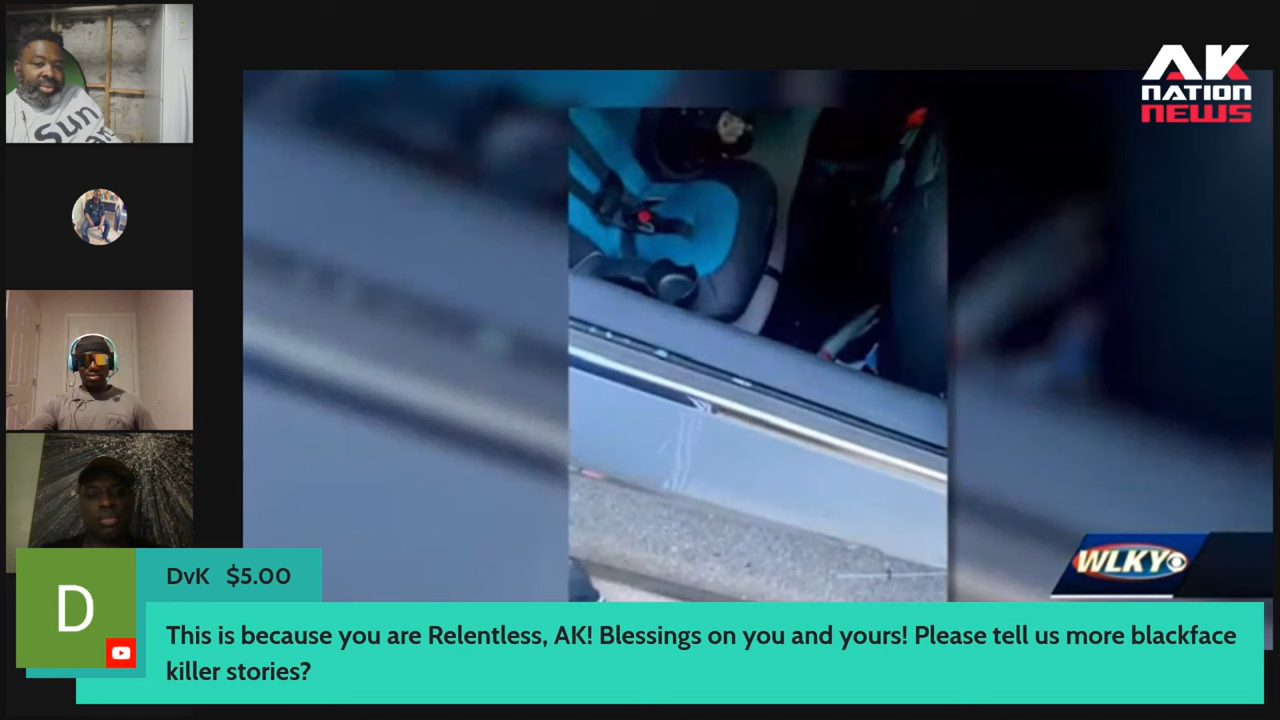 Sun
AK
NATION
NEWS
WLKY
D
DvK $5.00
This is because you are Relentless, AK! Blessings on you and yours! Please tell us more blackface
killer stories?